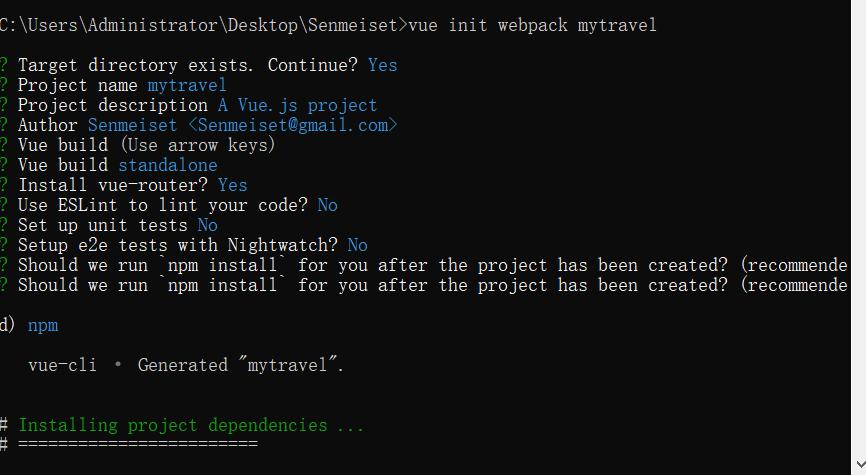 C:\Users\Administrator\Desktop\Senmeiset>vue init webpack mytravel
? Target directory exists. Continue? Yes
? Project name mytravel
? Project description A Vue.js project
? Author Senmeiset <Senmeiset@gmail.com>
? Vue build (Use arrow keys)
? Vue build standalone
? Install vue-router? Yes
? Use ESLint to lint your code? No
? Set up unit tests No
? Setup e2e tests with Nightwatch? No
? Should we run `npm install` for you after the project has been created? (recommende
? Should we run `npm install` for you after the project has been created? (recommende
d) npm
vue-cli · Generated "mytravel".
# Installing project dependencies ...
# ========================